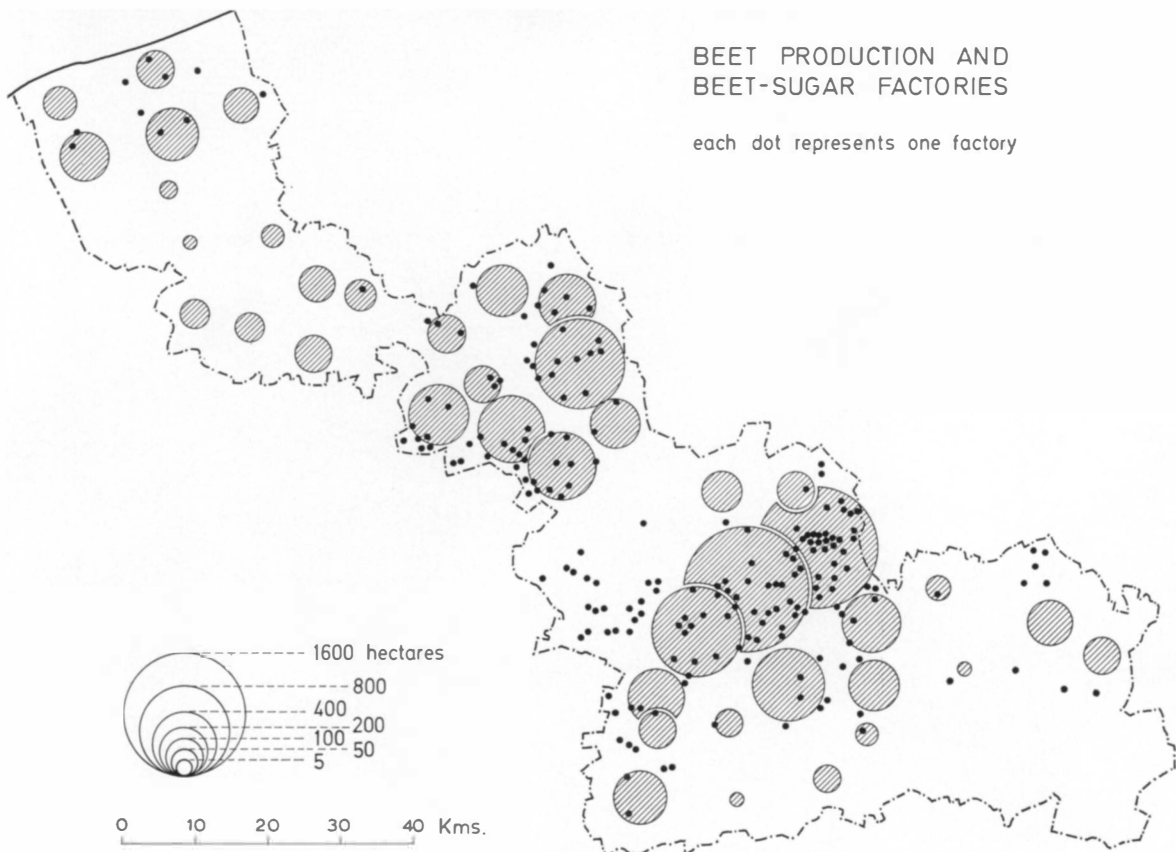 BEET PRODUCTION AND
BEET-SUGAR FACTORIES
each dot represents one factory
1600 hectares
800
400
200
100
50
5
0 10 20 30 40 Kms.